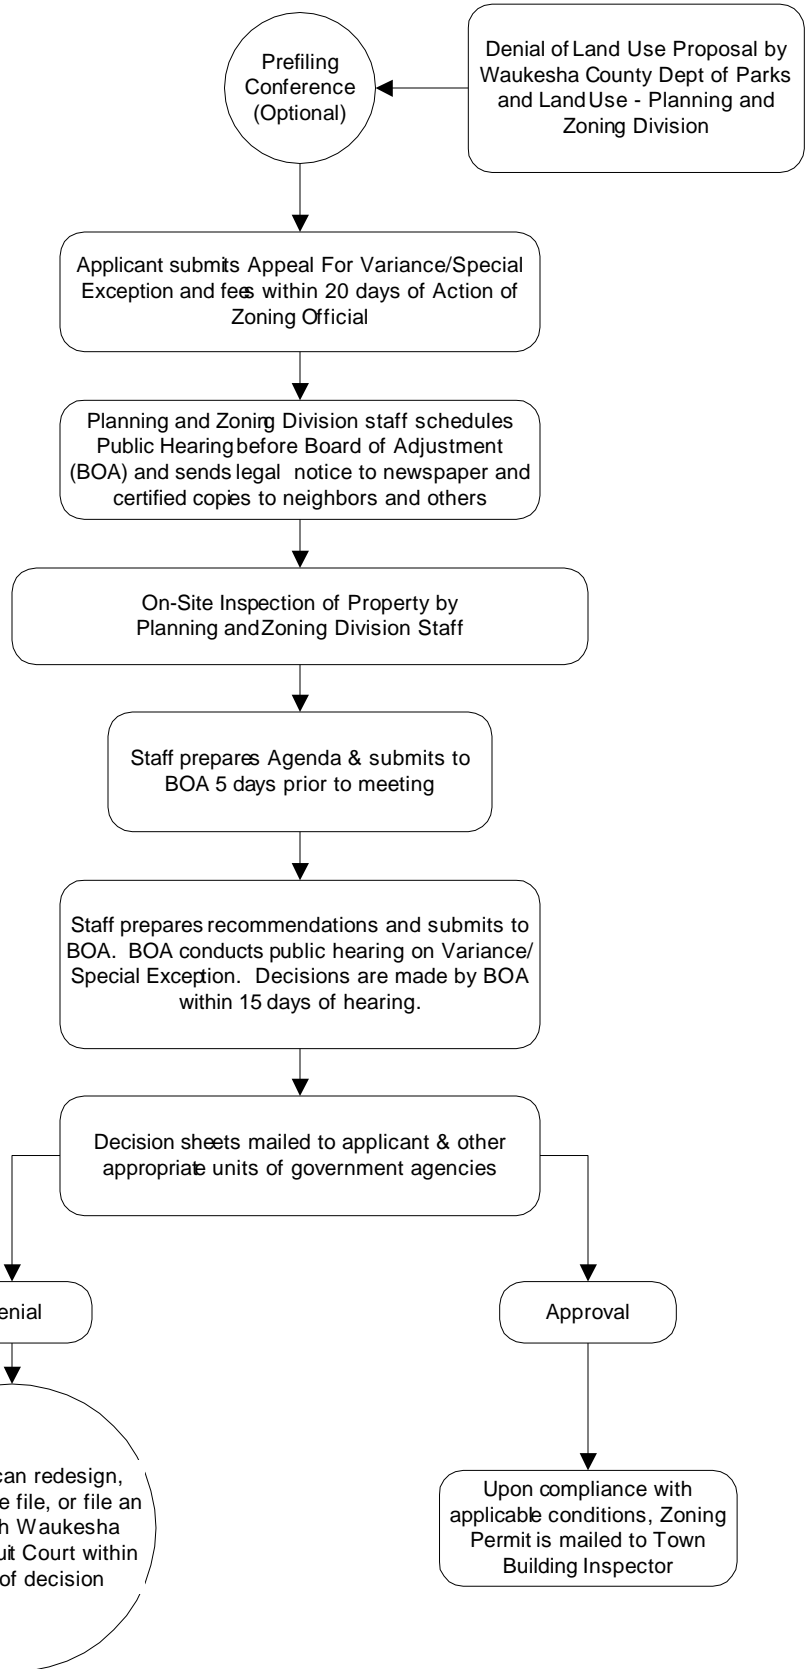 Prefiling
Conference
(Optional)
Denial of Land Use Proposal by
Waukesha County Dept of Parks
and Land Use - Planning and
Zoning Division
Applicant submits Appeal For Variance/Special
Exception and fees within 20 days of Action of
Zoning Official
Planning and Zoning Division staff schedules
Public Hearing before Board of Adjustment
(BOA) and sends legal notice to newspaper and
certified copies to neighbors and others
On-Site Inspection of Property by
Planning and Zoning Division Staff
Staff prepares Agenda & submits to
BOA 5 days prior to meeting
Staff prepares recommendations and submits to
BOA. BOA conducts public hearing on Variance/
Special Exception. Decisions are made by BOA
within 15 days of hearing.
Decision sheets mailed to applicant & other
appropriate units of government agencies
enial
Approval
can redesign,
e file, or file an
h Waukesha
uit Court within
of decision
Upon compliance with
applicable conditions, Zoning
Permit is mailed to Town
Building Inspector